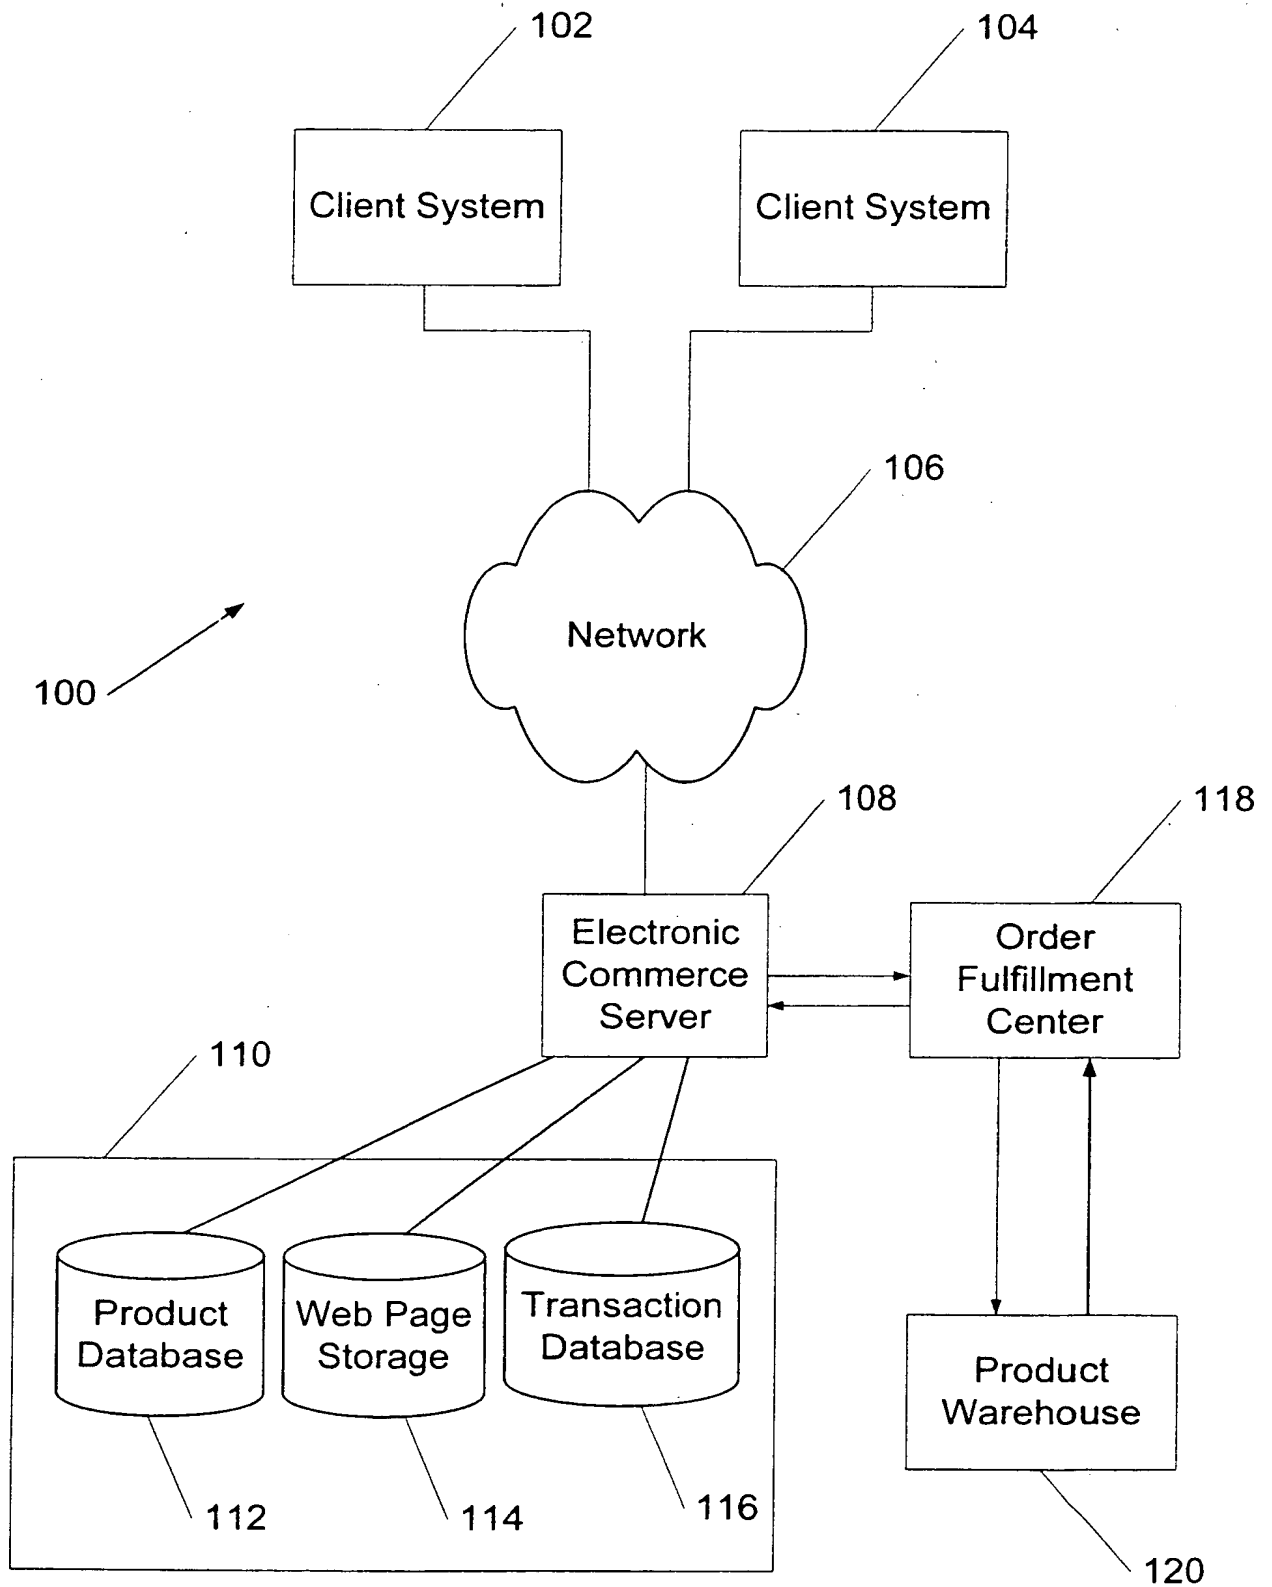 102
104
Client System
Client System
106
Network
100
108
118
Electronic
Commerce
Server
Order
Fulfillment
Center
110
Product
Database
Web Page
Storage
Transaction
Database
Product
Warehouse
112
114
116
120